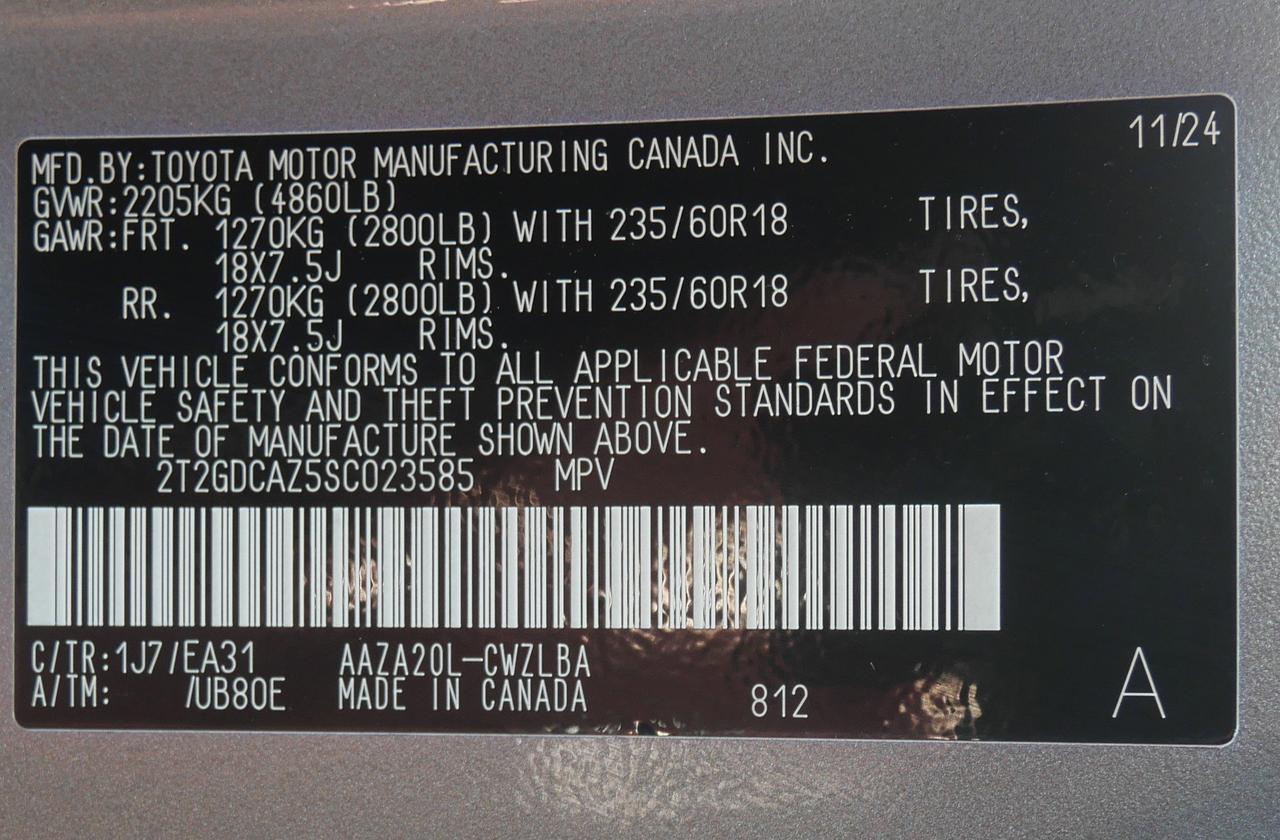 11/24
MFD.BY:TOYOTA MOTOR MANUFACTURING CANADA INC.
GVWR:2205KG (4860LB)
GAWR:FRT. 1270KG (2800LB) WITH 235/60R18 TIRES,
18X7.5J RIMS.
RR. 1270KG (2800LB) WITH 235/60R18 TIRES,
18X7.5J RIMS.
THIS VEHICLE CONFORMS TO ALL APPLICABLE FEDERAL MOTOR
VEHICLE SAFETY AND THEFT PREVENTION STANDARDS IN EFFECT ON
THE DATE OF MANUFACTURE SHOWN ABOVE.
2T2GDCAZ5SC023585 MPV
C/TR:1J7/EA31 AAZA20L-CWZLBA
A/TM: /UB80E MADE IN CANADA 812
A